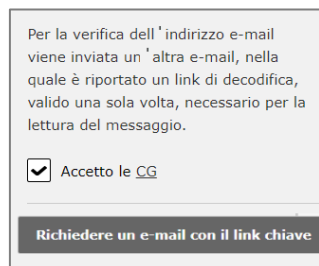 Per la verifica dell'indirizzo e-mail
viene inviata un'altra e-mail, nella
quale è riportato un link di decodifica,
valido una sola volta, necessario per la
lettura del messaggio.
Accetto le CG
Richiedere un e-mail con il link chiave